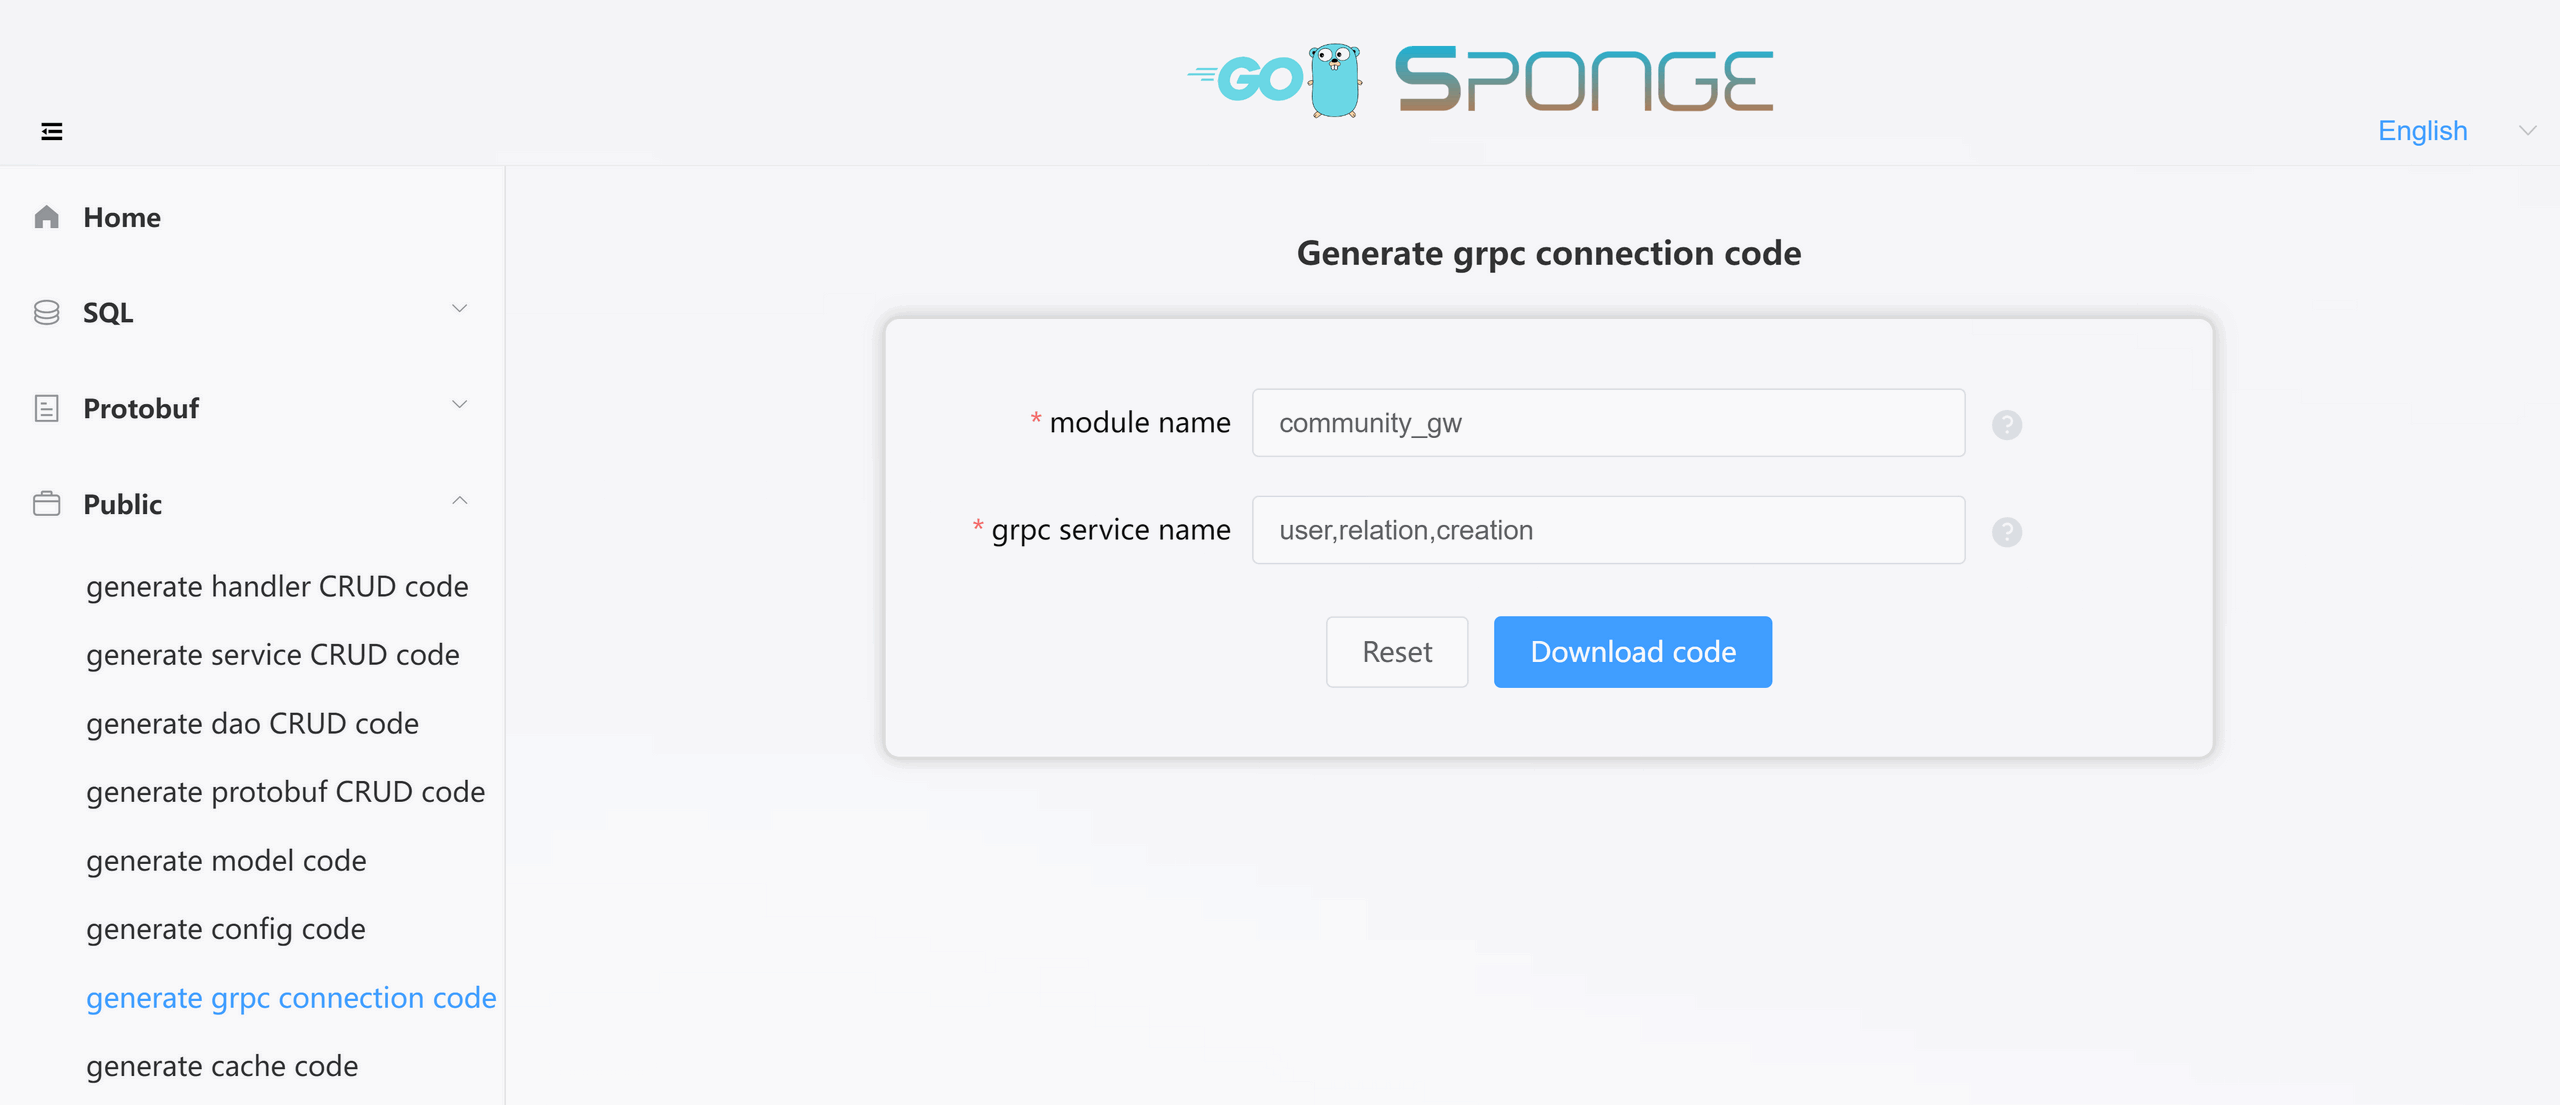 GO SPONGE
English
Home
SQL
Protobuf
Public
generate handler CRUD code
generate service CRUD code
generate dao CRUD code
generate protobuf CRUD code
generate model code
generate config code
generate grpc connection code
generate cache code
Generate grpc connection code
* module name community_gw ?
* grpc service name user,relation,creation ?
Reset Download code